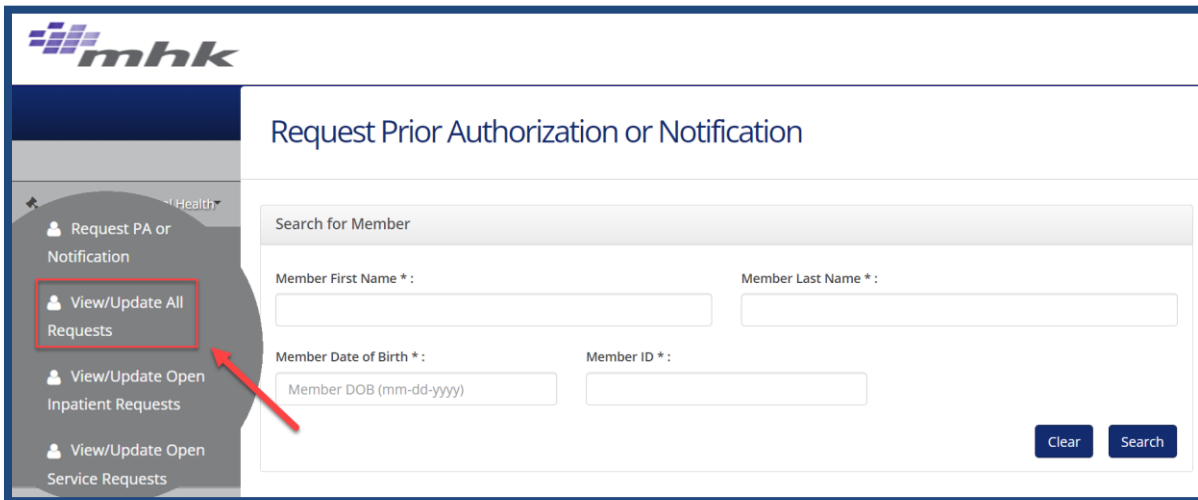 mhk
Request Prior Authorization or Notification
Health
Request PA or
Notification
View/Update All
Requests
View/Update Open
Inpatient Requests
View/Update Open
Service Requests
Search for Member
Member First Name * :
Member Last Name * :
Member Date of Birth * :
Member ID * :
Member DOB (mm-dd-yyyy)
Clear
Search